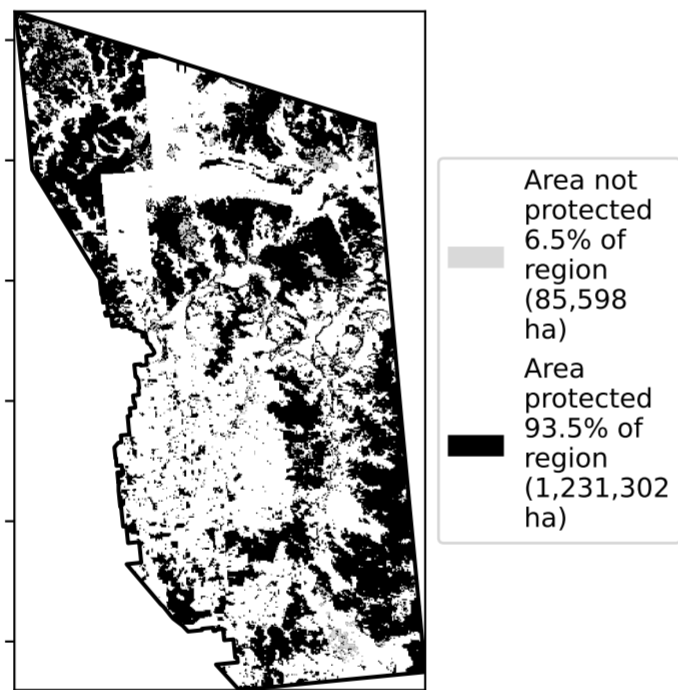 Area not
protected
6.5% of
region
(85,598
ha)
Area
protected
93.5% of
region
(1,231,302
ha)